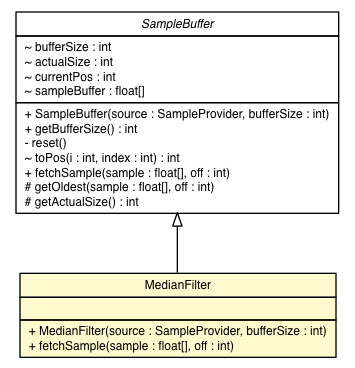 SampleBuffer
~ bufferSize : int
~ actualSize : int
~ currentPos : int
~ sampleBuffer : float[]
+ SampleBuffer(source : SampleProvider, bufferSize : int)
+ getBufferSize() : int
- reset()
~ toPos(i : int, index : int) : int
+ fetchSample(sample : float[], off : int)
# getOldest(sample : float[], off : int)
# getActualSize() : int
MedianFilter
+ MedianFilter(source : SampleProvider, bufferSize : int)
+ fetchSample(sample : float[], off : int)